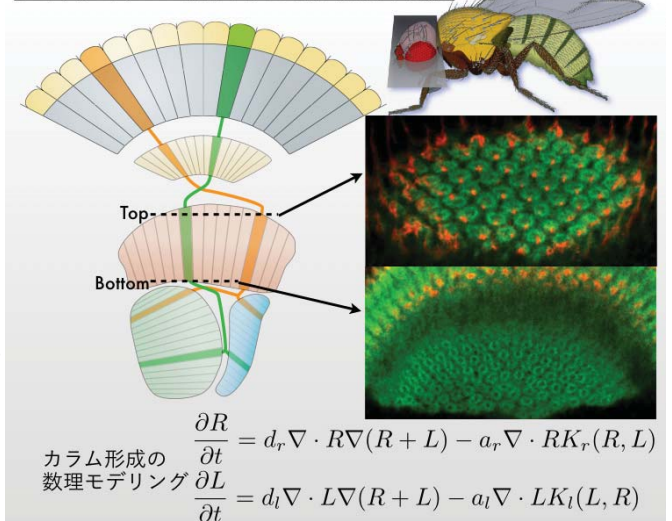 Top
Bottom
カラム形成の
数理モデリング
∂R/∂t = d_r∇ · R∇(R + L) − a_r∇ · RK_r(R, L)
∂L/∂t = d_l∇ · L∇(R + L) − a_l∇ · LK_l(L, R)